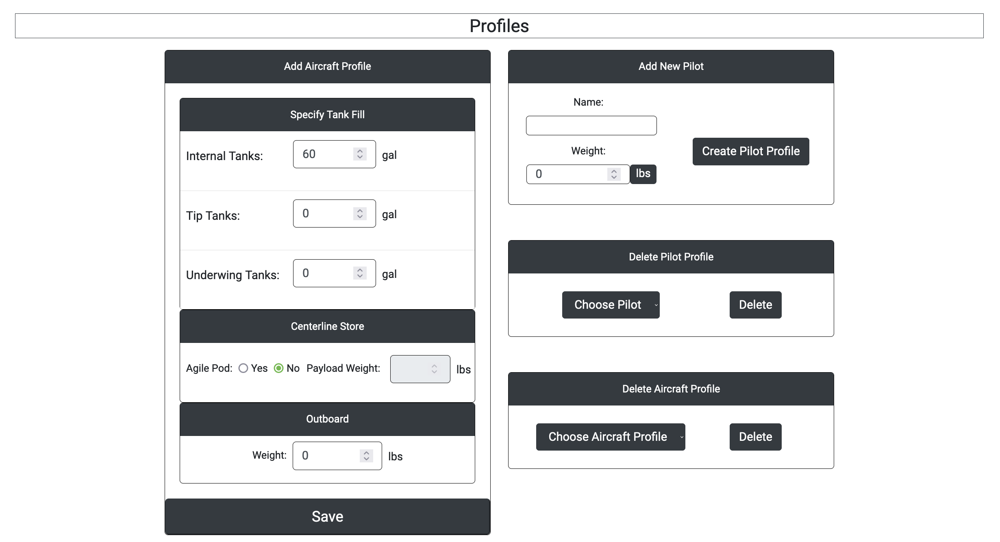 Profiles
Add Aircraft Profile
Specify Tank Fill
Internal Tanks: 60 gal
Tip Tanks: 0 gal
Underwing Tanks: 0 gal
Centerline Store
Agile Pod: Yes No Payload Weight: lbs
Outboard
Weight: 0 lbs
Save
Add New Pilot
Name:
Weight:
0 lbs
Create Pilot Profile
Delete Pilot Profile
Choose Pilot Delete
Delete Aircraft Profile
Choose Aircraft Profile Delete